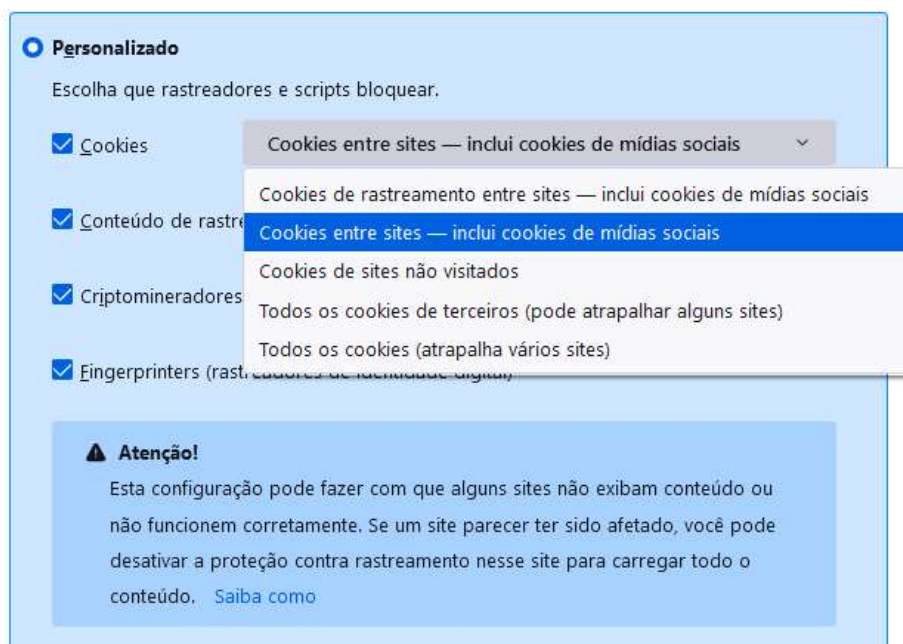 Personalizado
Escolha que rastreadores e scripts bloquear.
Cookies
Cookies entre sites — inclui cookies de mídias sociais
Cookies de rastreamento entre sites — inclui cookies de mídias sociais
Conteúdo de
Cookies entre sites — inclui cookies de mídias sociais
Cookies de sites não visitados
Criptomineradores
Todos os cookies de terceiros (pode atrapalhar alguns sites)
Todos os cookies (atrapalha vários sites)
Fingerprinters (rastreadores de identidade digital)
Atenção!
Esta configuração pode fazer com que alguns sites não exibam conteúdo ou
não funcionem corretamente. Se um site parecer ter sido afetado, você pode
desativar a proteção contra rastreamento nesse site para carregar todo o
conteúdo. Saiba como